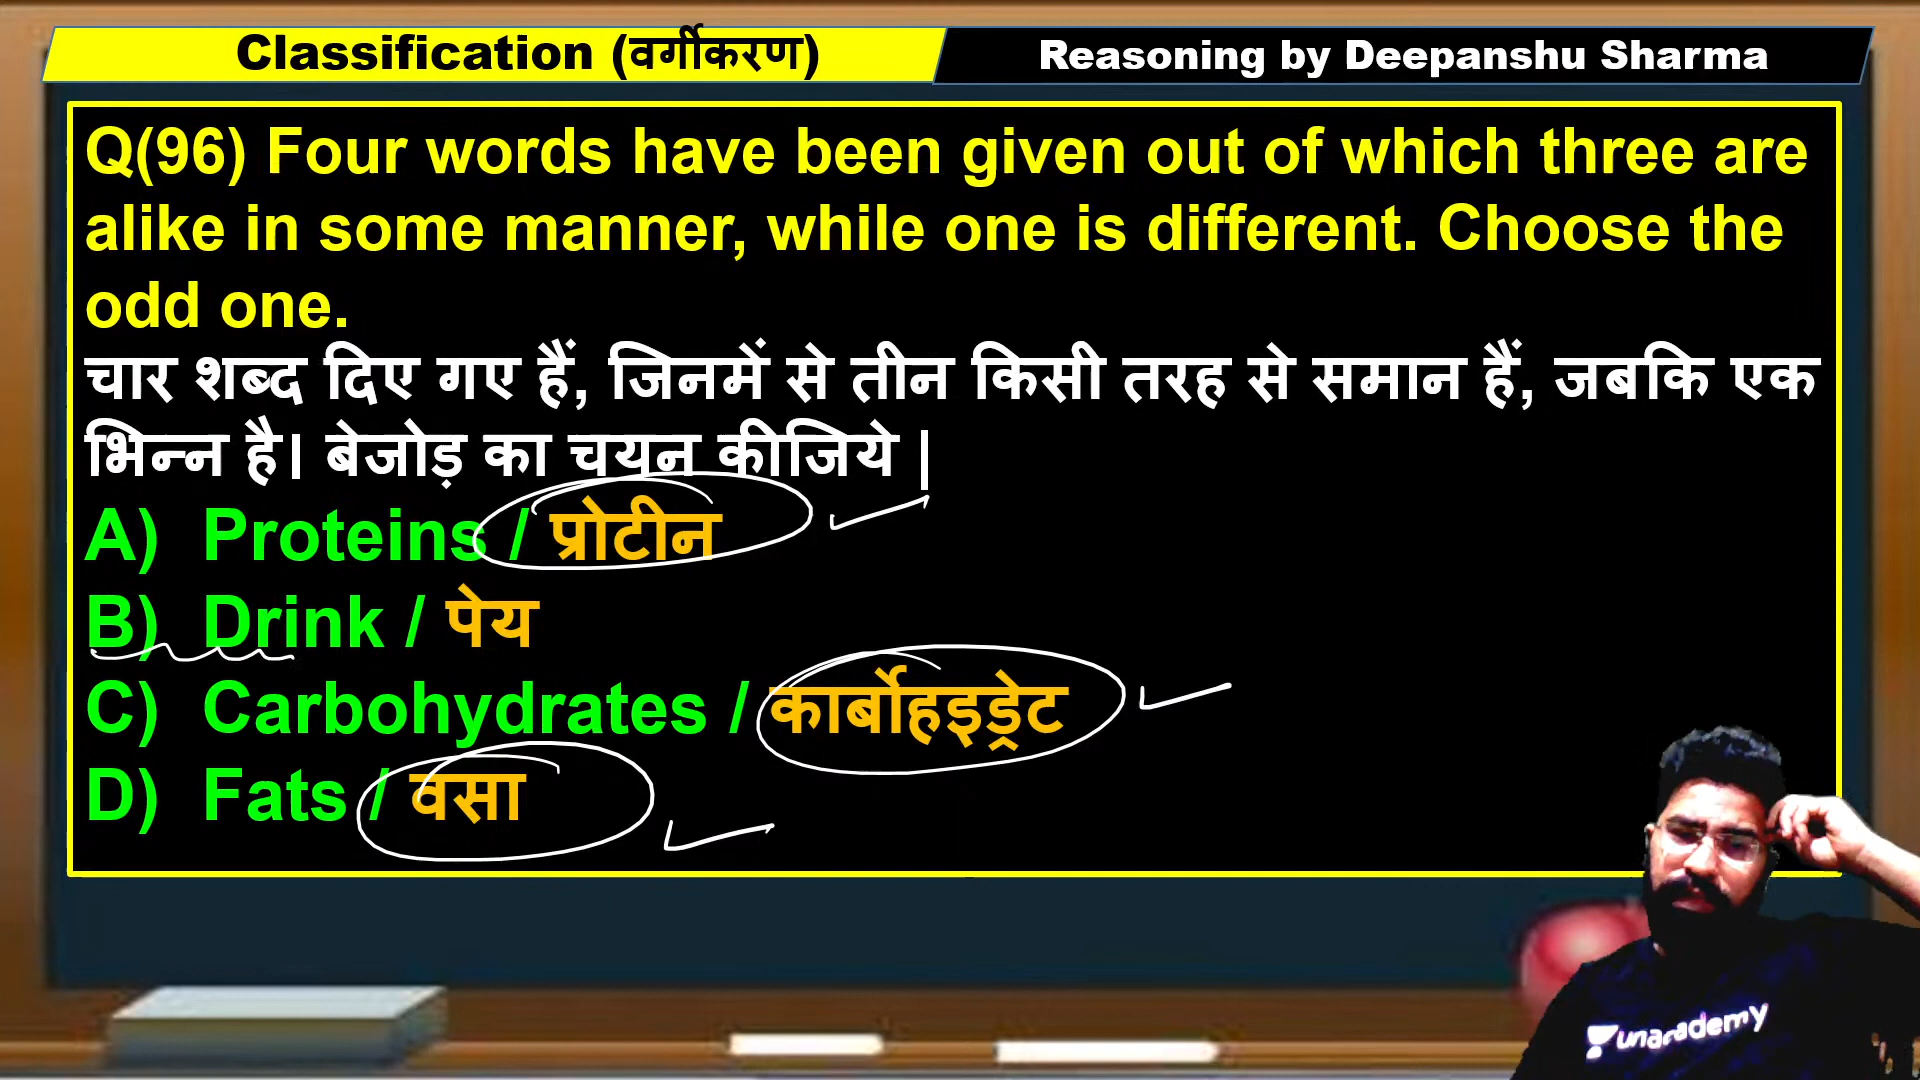 Classification (वर्गीकरण)
Reasoning by Deepanshu Sharma
Q(96) Four words have been given out of which three are
alike in some manner, while one is different. Choose the
odd one.
चार शब्द दिए गए हैं, जिनमें से तीन किसी तरह से समान हैं, जबकि एक
भिन्न है। बेजोड़ का चयन कीजिये |
A) Proteins / प्रोटीन
B) Drink / पेय
C) Carbohydrates / कार्बोहइड्रेट
D) Fats / वसा
unacademy